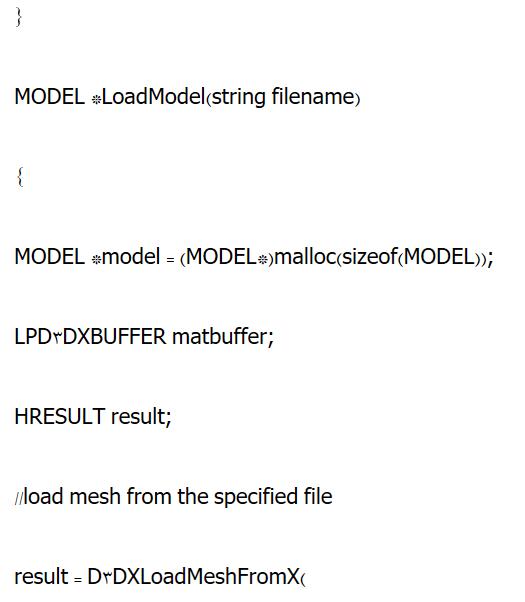 }
MODEL *LoadModel(string filename)
{
MODEL *model = (MODEL*)malloc(sizeof(MODEL));
LPD۳DXBUFFER matbuffer;
HRESULT result;
//load mesh from the specified file
result = D۳DXLoadMeshFromX(